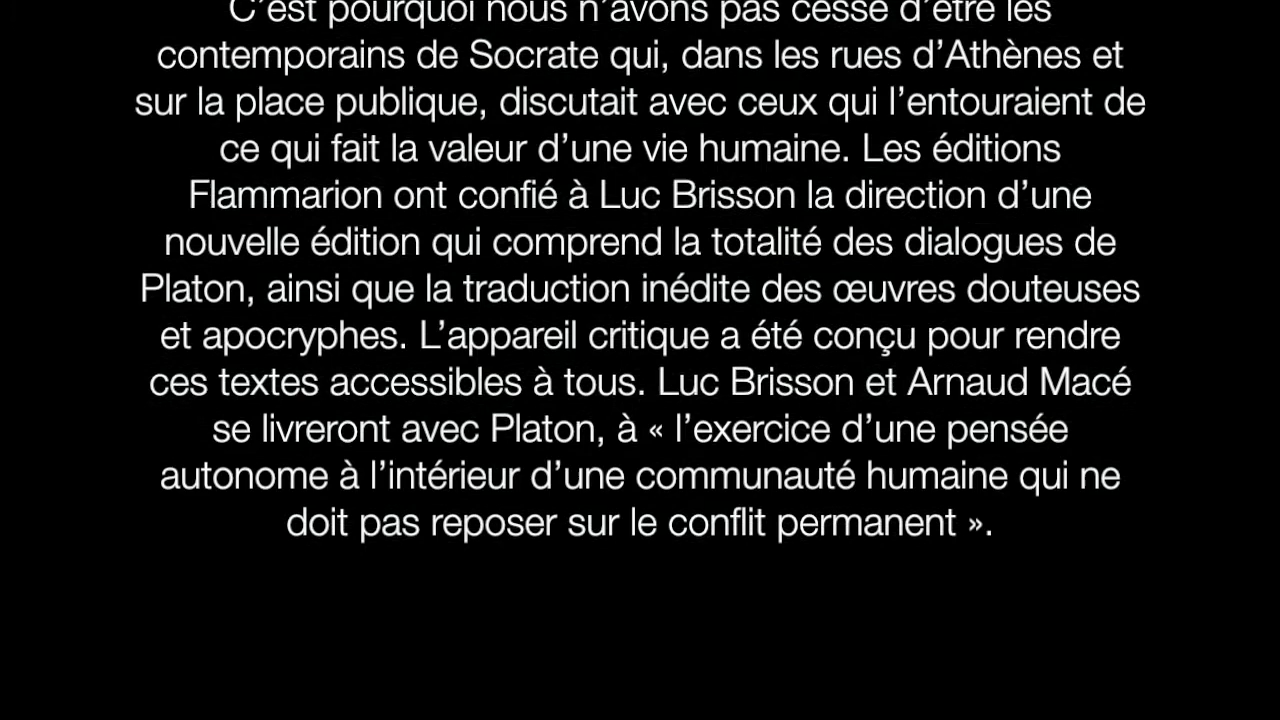 C’est pourquoi nous n’avons pas cessé d’être les
contemporains de Socrate qui, dans les rues d’Athènes et
sur la place publique, discutait avec ceux qui l’entouraient de
ce qui fait la valeur d’une vie humaine. Les éditions
Flammarion ont confié à Luc Brisson la direction d’une
nouvelle édition qui comprend la totalité des dialogues de
Platon, ainsi que la traduction inédite des œuvres douteuses
et apocryphes. L’appareil critique a été conçu pour rendre
ces textes accessibles à tous. Luc Brisson et Arnaud Macé
se livreront avec Platon, à « l’exercice d’une pensée
autonome à l’intérieur d’une communauté humaine qui ne
doit pas reposer sur le conflit permanent ».